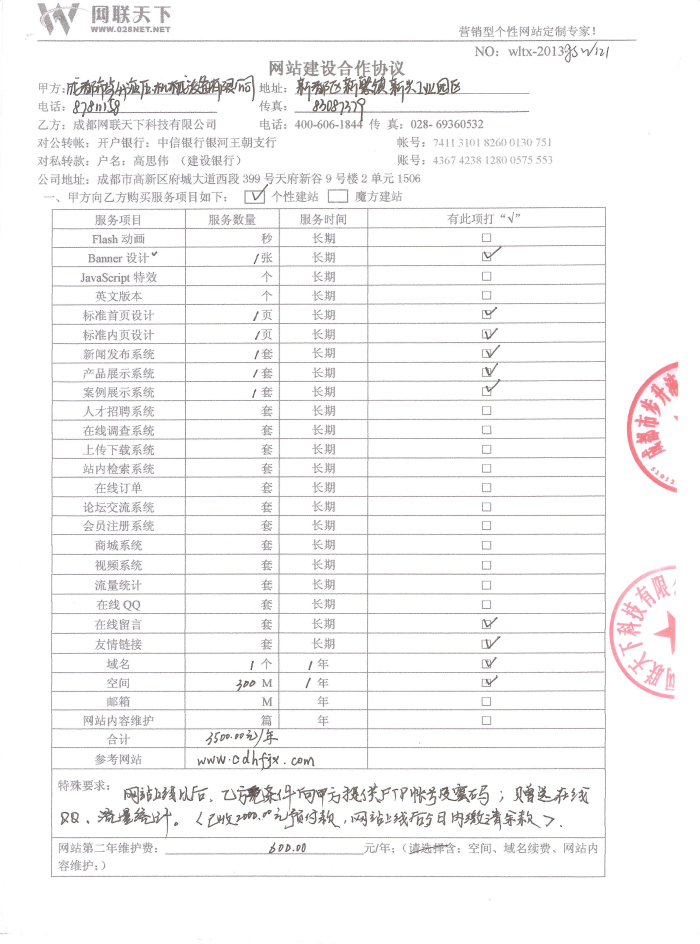 网联天下
WWW.028NET.NET
营销型个性网站定制专家!
NO: wltx-2013
网站建设合作协议
甲方: 地址: 新都区新繁镇新兴工业园区
电话: 传真: 83087379
乙方: 成都网联天下科技有限公司 电话: 400-606-1844 传 真: 028- 69360532
对公转帐: 开户银行: 中信银行银河王朝支行 帐号: 7411 3101 8260 0130 751
对私转款: 户名: 高思伟 (建设银行) 账号: 4367 4238 1280 0575 553
公司地址: 成都市高新区府城大道西段 399 号天府新谷 9 号楼 2 单元 1506
一、甲方向乙方购买服务项目如下: ☑ 个性建站 □ 魔方建站
服务项目 服务数量 服务时间 有此项打“√”
Flash 动画 秒 长期 □
Banner 设计 1张 长期 ☑
JavaScript 特效 个 长期 □
英文版本 个 长期 □
标准首页设计 1页 长期 ☑
标准内页设计 1页 长期 ☑
新闻发布系统 1套 长期 ☑
产品展示系统 1套 长期 ☑
案例展示系统 1套 长期 ☑
人才招聘系统 套 长期 □
在线调查系统 套 长期 □
上传下载系统 套 长期 □
站内检索系统 套 长期 □
在线订单 套 长期 □
论坛交流系统 套 长期 □
会员注册系统 套 长期 □
商城系统 套 长期 □
视频系统 套 长期 □
流量统计 套 长期 □
在线 QQ 套 长期 □
在线留言 套 长期 ☑
友情链接 套 长期 ☑
域名 1 个 1 年 ☑
空间 300 M 1 年 ☑
邮箱 M 年 □
网站内容维护 篇 年 □
合计 3500.00元/年
参考网站 www.cdhfjx.com
特殊要求: 网站上线以后、乙方无条件向甲方提供FTP帐号及密码; 赠送在线
QQ、流量统计。(已收2000.00元预付款, 网站上线后5日内缴清余款).
网站第二年维护费: 600.00 元/年; (请选择含: 空间、域名续费、网站内
容维护; )
成都市步升
网联天下科技有限公